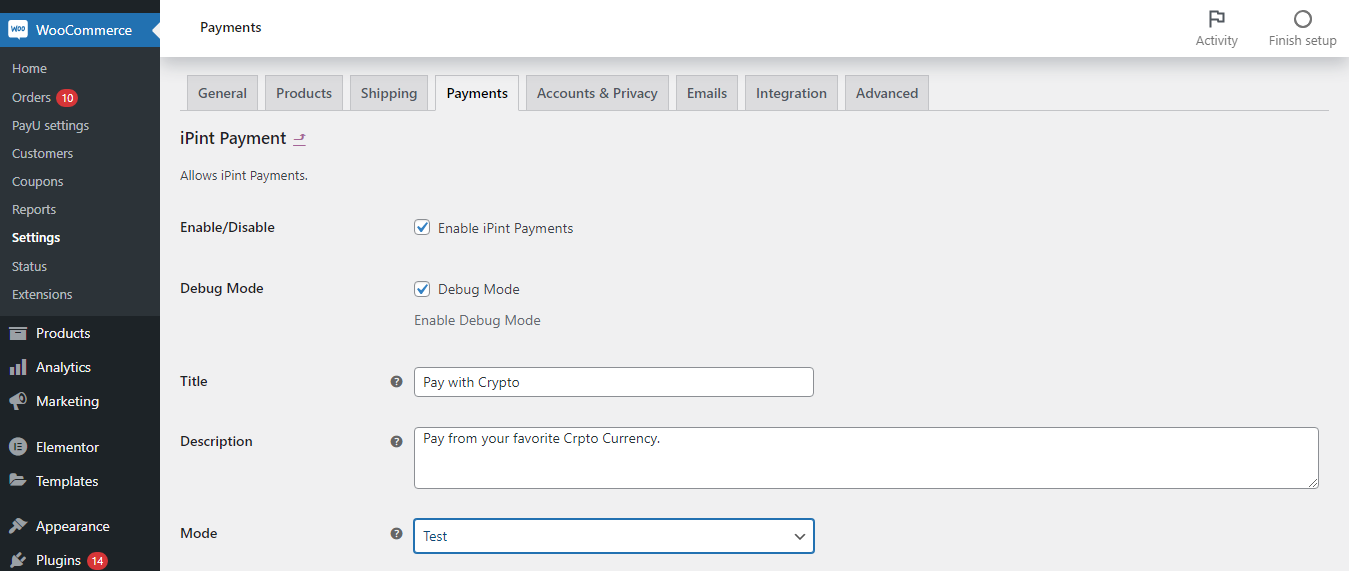 WOO WooCommerce
Payments
Activity
Finish setup
Home
Orders 10
PayU settings
Customers
Coupons
Reports
Settings
Status
Extensions
Products
Analytics
Marketing
Elementor
Templates
Appearance
Plugins 14
General Products Shipping Payments Accounts & Privacy Emails Integration Advanced
iPint Payment
Allows iPint Payments.
Enable/Disable Enable iPint Payments
Debug Mode Debug Mode
Enable Debug Mode
Title ? Pay with Crypto
Description ? Pay from your favorite Crpto Currency.
Mode ? Test